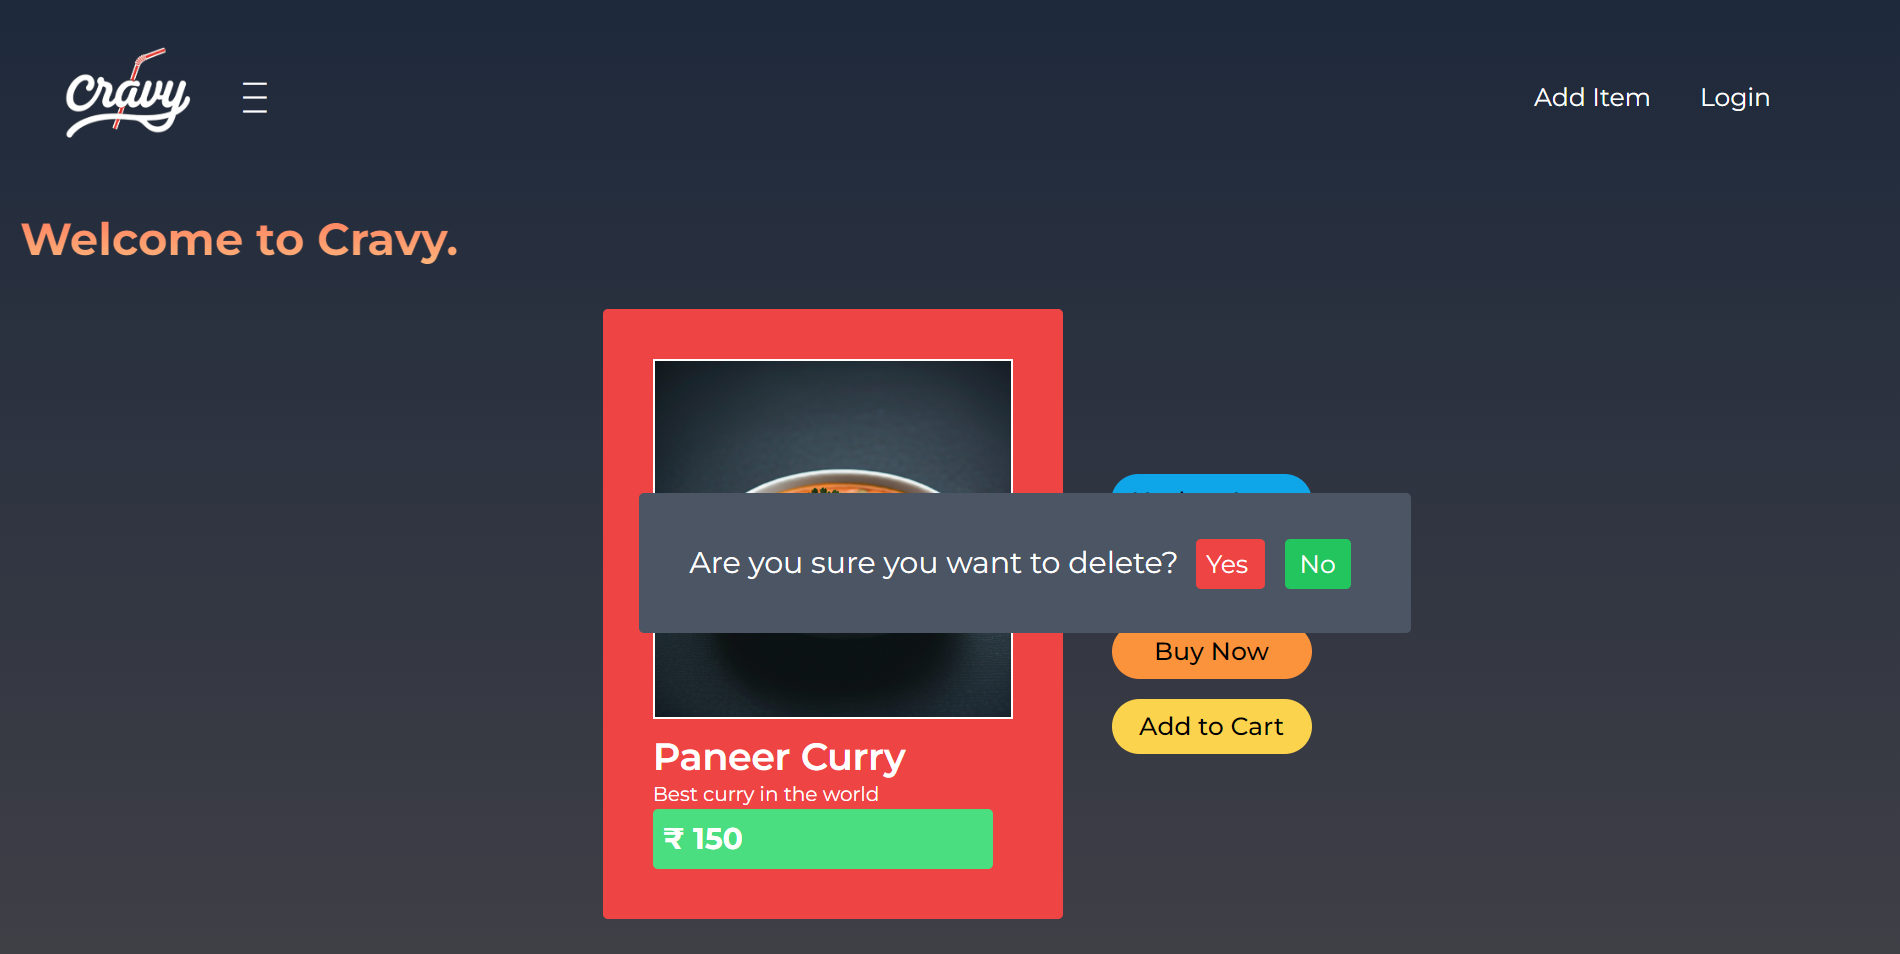 Cravy
Add Item
Login
Welcome to Cravy.
Are you sure you want to delete?
Yes
No
Buy Now
Add to Cart
Paneer Curry
Best curry in the world
₹ 150